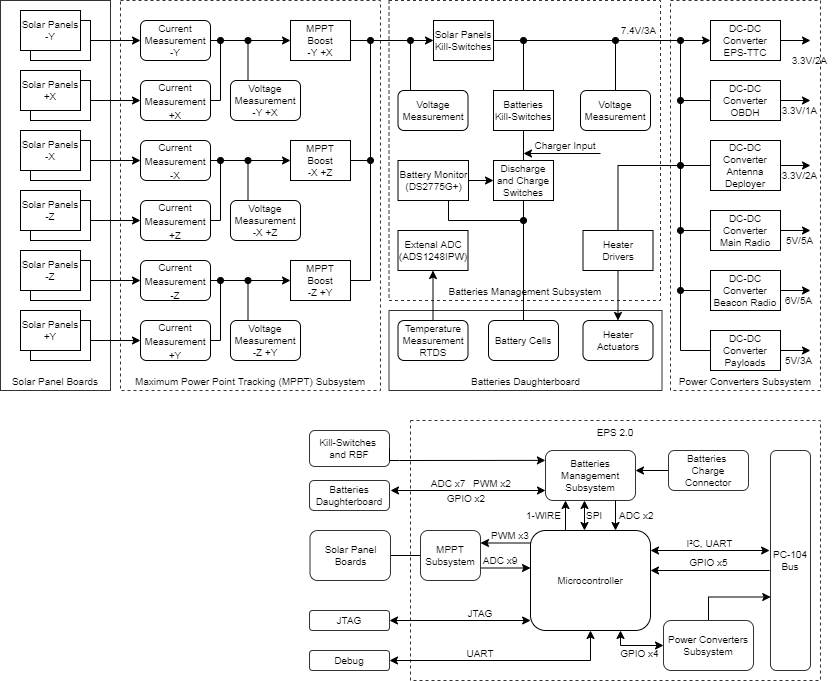 Solar Panels
-Y
Solar Panels
+X
Solar Panels
-X
Solar Panels
-Z
Solar Panels
-Z
Solar Panels
+Y
Solar Panel Boards
Current
Measurement
-Y
Current
Measurement
+X
Current
Measurement
-X
Current
Measurement
+Z
Current
Measurement
-Z
Current
Measurement
+Y
Voltage
Measurement
-Y +X
Voltage
Measurement
-X +Z
Voltage
Measurement
-Z +Y
MPPT
Boost
-Y +X
MPPT
Boost
-X +Z
MPPT
Boost
-Z +Y
Maximum Power Point Tracking (MPPT) Subsystem
Solar Panels
Kill-Switches
7.4V/3A
Voltage
Measurement
Batteries
Kill-Switches
Voltage
Measurement
Charger Input
Battery Monitor
(DS2775G+)
Discharge
and Charge
Switches
Extenal ADC
(ADS1248IPW)
Heater
Drivers
Batteries Management Subsystem
Temperature
Measurement
RTDS
Battery Cells
Heater
Actuators
Batteries Daughterboard
DC-DC
Converter
EPS-TTC
3.3V/2A
DC-DC
Converter
OBDH
3.3V/1A
DC-DC
Converter
Antenna
Deployer
3.3V/2A
DC-DC
Converter
Main Radio
5V/5A
DC-DC
Converter
Beacon Radio
6V/5A
DC-DC
Converter
Payloads
5V/3A
Power Converters Subsystem
EPS 2.0
Kill-Switches
and RBF
Batteries
Daughterboard
Solar Panel
Boards
JTAG
Debug
ADC x7 PWM x2
GPIO x2
Batteries
Management
Subsystem
Batteries
Charge
Connector
1-WIRE
SPI
ADC x2
MPPT
Subsystem
PWM x3
ADC x9
Microcontroller
I²C, UART
GPIO x5
PC-104
Bus
JTAG
UART
GPIO x4
Power Converters
Subsystem